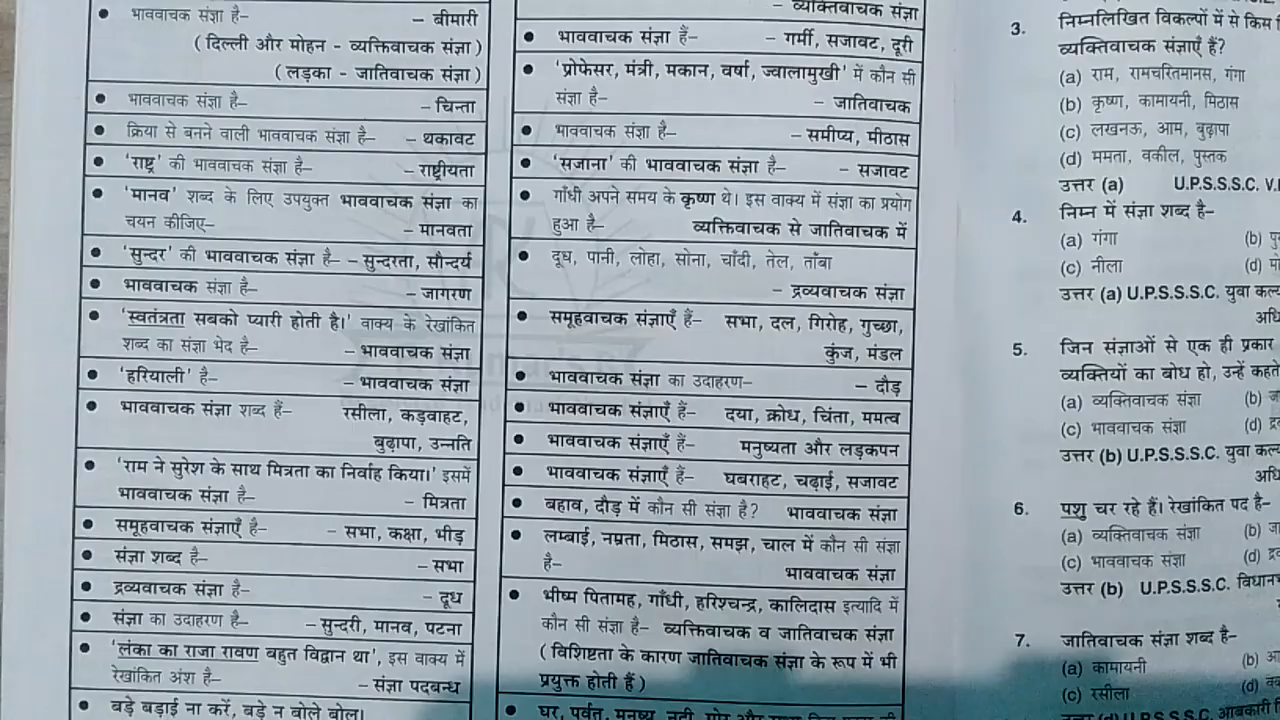 भाववाचक संज्ञा है– – बीमारी
(दिल्ली और मोहन - व्यक्तिवाचक संज्ञा)
(लड़का - जातिवाचक संज्ञा)
भाववाचक संज्ञा है– – चिन्ता
क्रिया से बनने वाली भाववाचक संज्ञा है– – थकावट
'राष्ट्र' की भाववाचक संज्ञा है– – राष्ट्रीयता
'मानव' शब्द के लिए उपयुक्त भाववाचक संज्ञा का
चयन कीजिए– – मानवता
'सुन्दर' की भाववाचक संज्ञा है– – सुन्दरता, सौन्दर्य
भाववाचक संज्ञा है– – जागरण
'स्वतंत्रता सबको प्यारी होती है।' वाक्य के रेखांकित
शब्द का संज्ञा भेद है– – भाववाचक संज्ञा
'हरियाली' है– – भाववाचक संज्ञा
भाववाचक संज्ञा शब्द हैं– रसीला, कड़वाहट,
बुढ़ापा, उन्नति
'राम ने सुरेश के साथ मित्रता का निर्वाह किया।' इसमें
भाववाचक संज्ञा है– – मित्रता
समूहवाचक संज्ञाएँ है– – सभा, कक्षा, भीड़
संज्ञा शब्द है– – सभा
द्रव्यवाचक संज्ञा है– – दूध
संज्ञा का उदाहरण है– – सुन्दरी, मानव, पटना
'लंका का राजा रावण बहुत विद्वान था', इस वाक्य में
रेखांकित अंश है– – संज्ञा पदबन्ध
बड़े बड़ाई ना करें, बड़े न बोले बोल।
– व्यक्तिवाचक संज्ञा
भाववाचक संज्ञा हैं– – गर्मी, सजावट, दूरी
'प्रोफेसर, मंत्री, मकान, वर्षा, ज्वालामुखी' में कौन सी
संज्ञा है– – जातिवाचक
भाववाचक संज्ञा है– – समीप्य, मीठास
'सजाना' की भाववाचक संज्ञा है– – सजावट
गाँधी अपने समय के कृष्ण थे। इस वाक्य में संज्ञा का प्रयोग
हुआ है– व्यक्तिवाचक से जातिवाचक में
दूध, पानी, लोहा, सोना, चाँदी, तेल, ताँबा
– द्रव्यवाचक संज्ञा
समूहवाचक संज्ञाएँ हैं– सभा, दल, गिरोह, गुच्छा,
कुंज, मंडल
भाववाचक संज्ञा का उदाहरण– – दौड़
भाववाचक संज्ञाएँ हैं– दया, क्रोध, चिंता, ममत्व
भाववाचक संज्ञाएँ हैं– मनुष्यता और लड़कपन
भाववाचक संज्ञाएँ हैं– घबराहट, चढ़ाई, सजावट
बहाव, दौड़ में कौन सी संज्ञा है? भाववाचक संज्ञा
लम्बाई, नम्रता, मिठास, समझ, चाल में कौन सी संज्ञा
है– भाववाचक संज्ञा
भीष्म पितामह, गाँधी, हरिश्चन्द्र, कालिदास इत्यादि में
कौन सी संज्ञा है– व्यक्तिवाचक व जातिवाचक संज्ञा
(विशिष्टता के कारण जातिवाचक संज्ञा के रूप में भी
प्रयुक्त होती हैं)
घर, पर्वत, मनुष्य, नदी, मोर
3. निम्नलिखित विकल्पों में से किस
व्यक्तिवाचक संज्ञाएँ हैं?
(a) राम, रामचरितमानस, गंगा
(b) कृष्ण, कामायनी, मिठास
(c) लखनऊ, आम, बुढ़ापा
(d) ममता, वकील, पुस्तक
उत्तर (a) U.P.S.S.S.C.
4. निम्न में संज्ञा शब्द है–
(a) गंगा (b)
(c) नीला (d)
उत्तर (a) U.P.S.S.S.C. युवा
5. जिन संज्ञाओं से एक ही प्रकार
व्यक्तियों का बोध हो, उन्हें कहते
(a) व्यक्तिवाचक संज्ञा (b)
(c) भाववाचक संज्ञा (d)
उत्तर (b) U.P.S.S.S.C. युवा
6. पशु चर रहे हैं। रेखांकित पद है–
(a) व्यक्तिवाचक संज्ञा (b)
(c) भाववाचक संज्ञा (d)
उत्तर (b) U.P.S.S.S.C.
7. जातिवाचक संज्ञा शब्द है–
(a) कामायनी (b)
(c) रसीला (d)
U.P.S.S.S.C. आबकारी